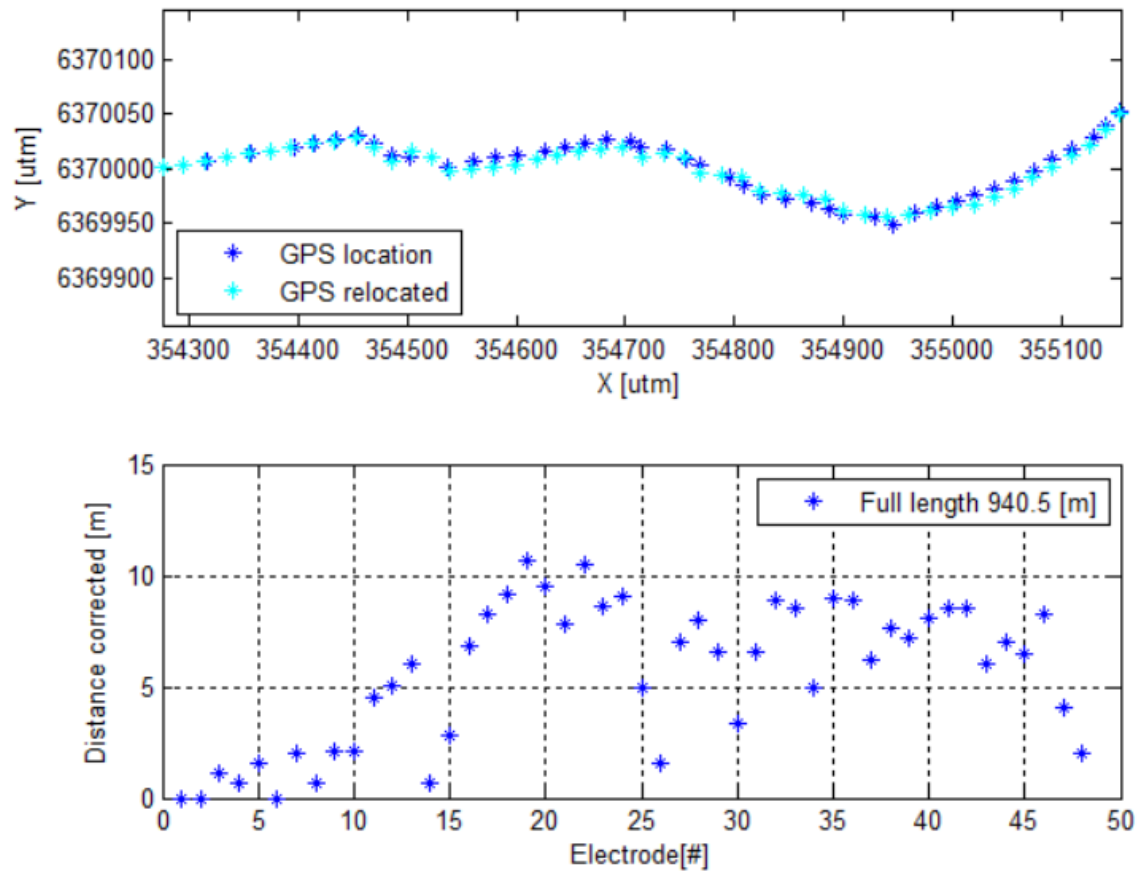 6370100
6370050
6370000
6369950
6369900
Y [utm]
GPS location
GPS relocated
354300 354400 354500 354600 354700 354800 354900 355000 355100
X [utm]
15
10
5
0
Distance corrected [m]
Full length 940.5 [m]
0 5 10 15 20 25 30 35 40 45 50
Electrode[#]